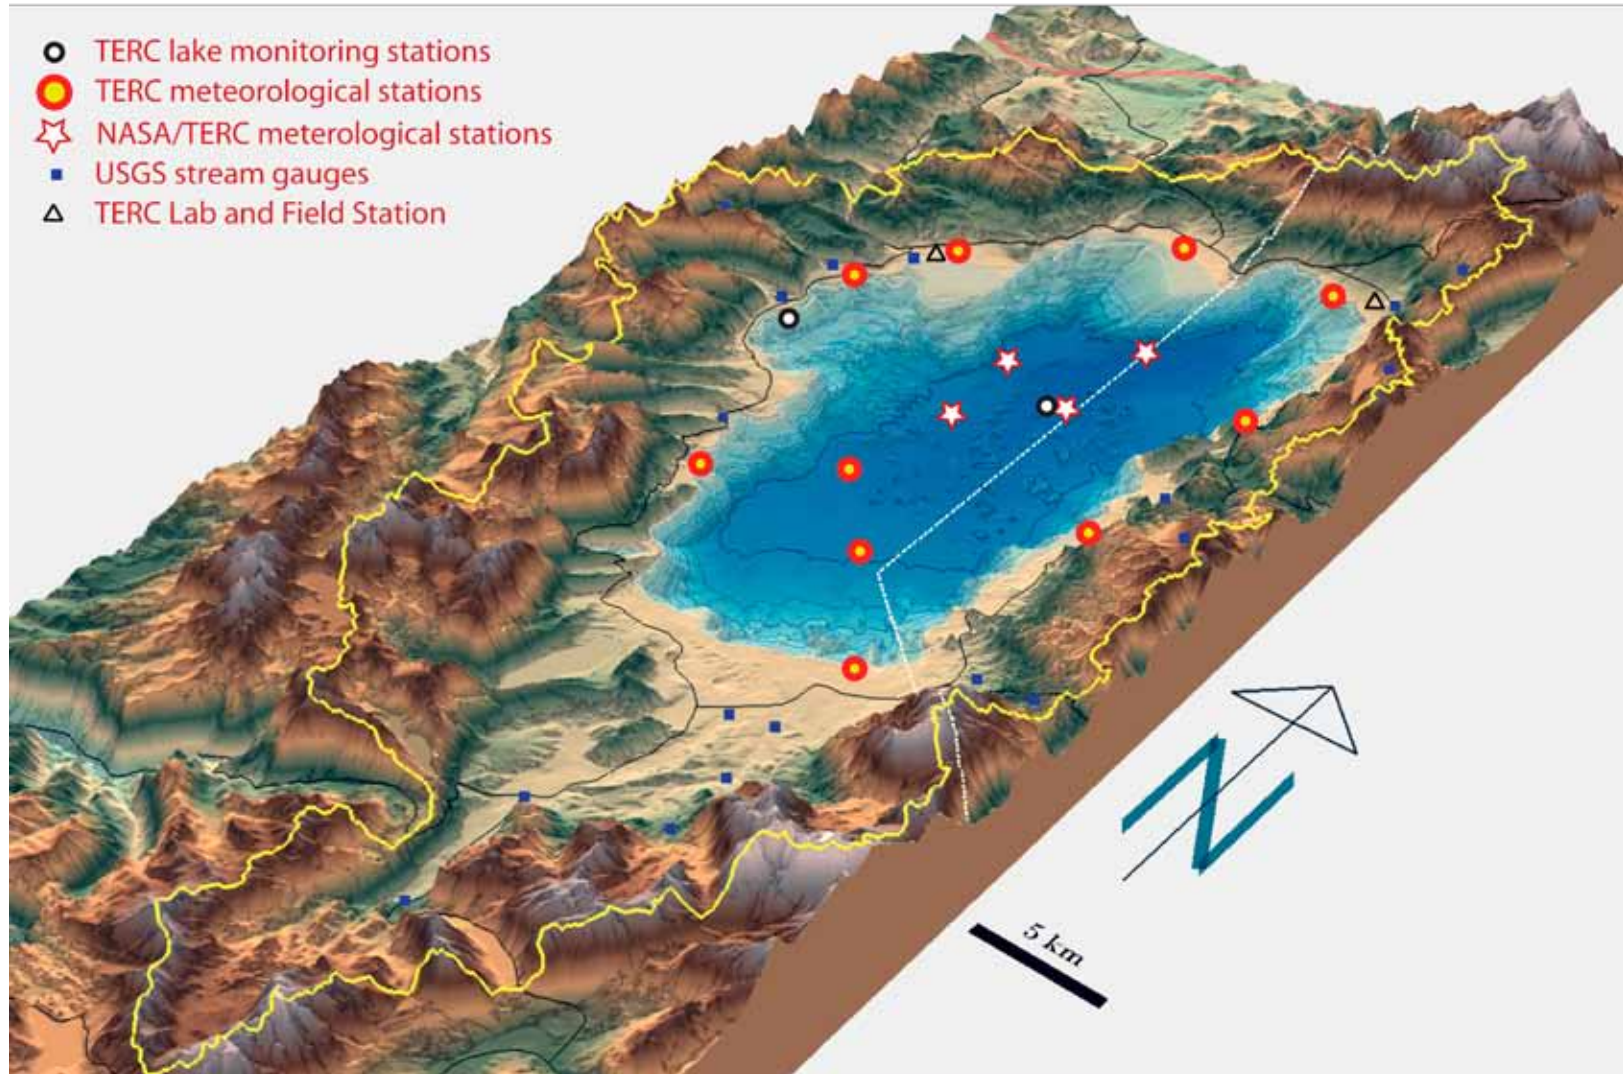 TERC lake monitoring stations
TERC meteorological stations
NASA/TERC meterological stations
USGS stream gauges
TERC Lab and Field Station
N
5 km